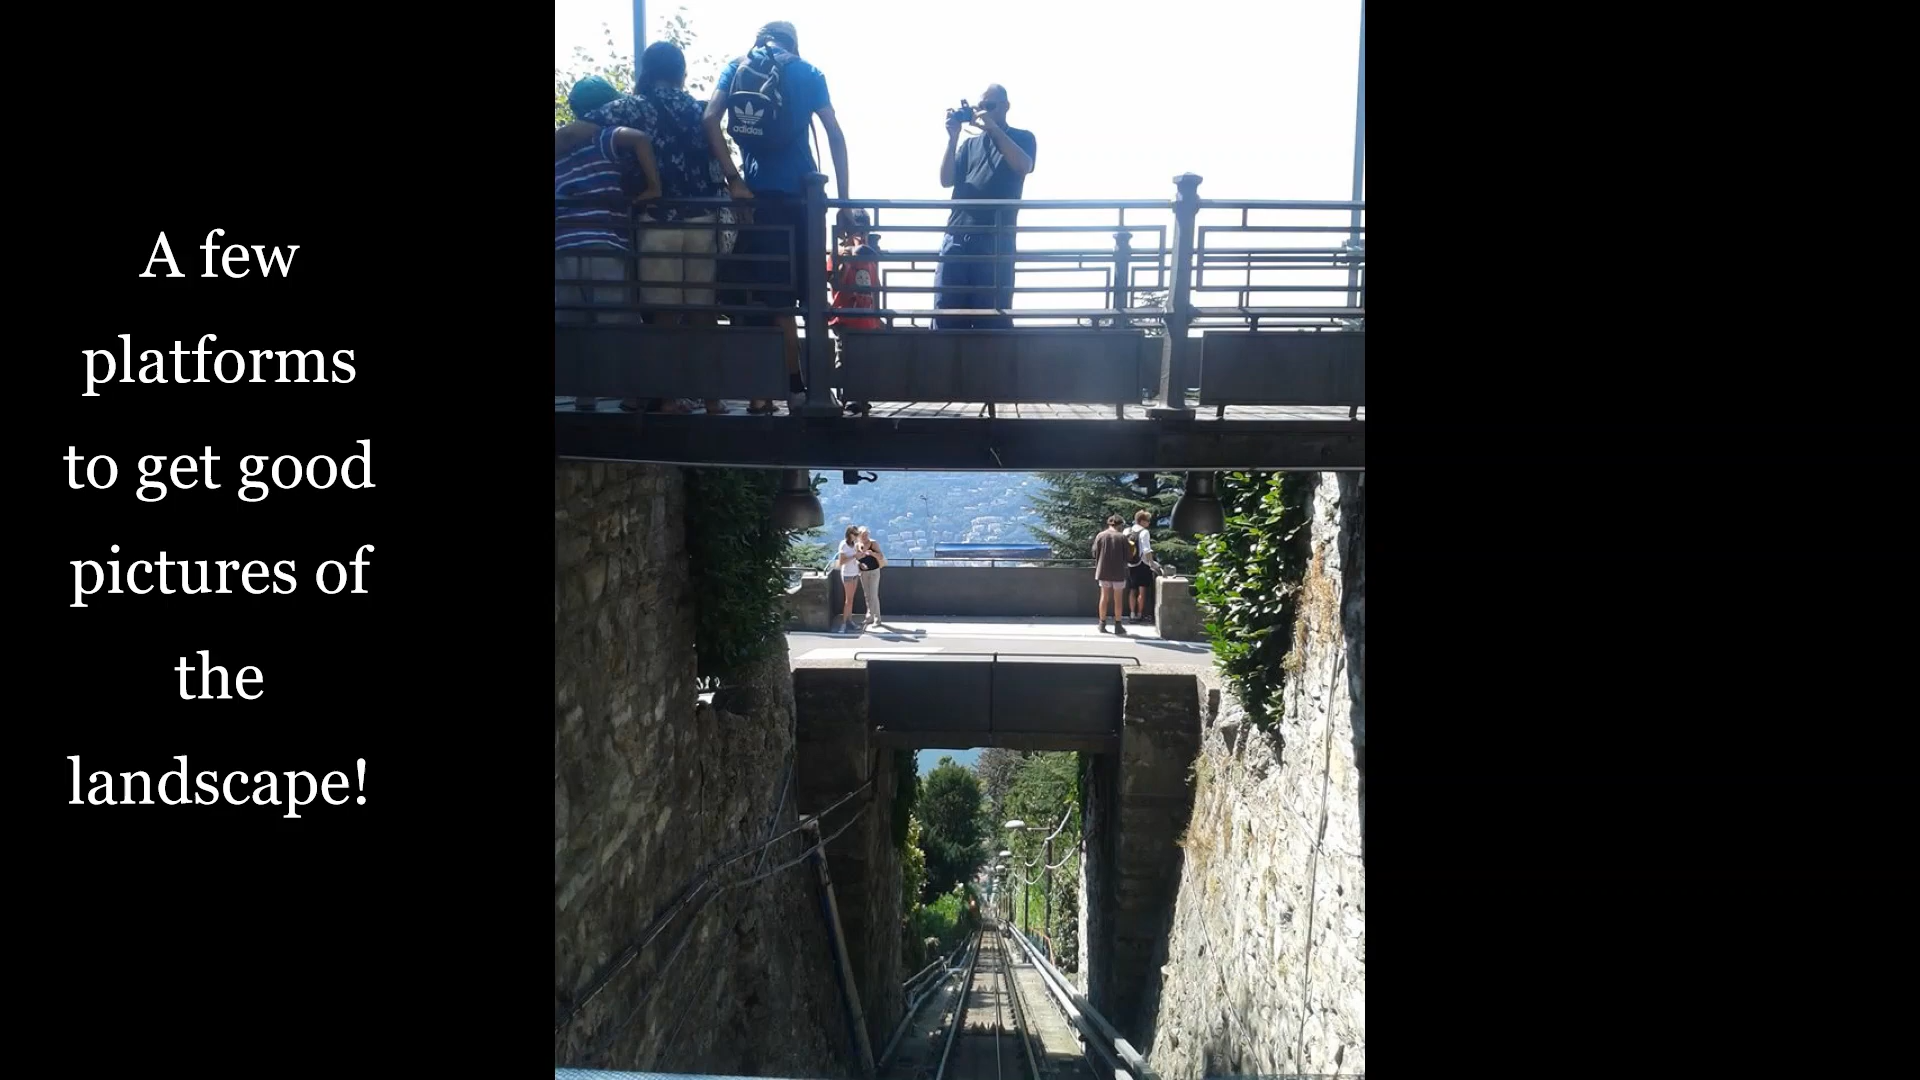 A few
platforms
to get good
pictures of
the
landscape!
adidas